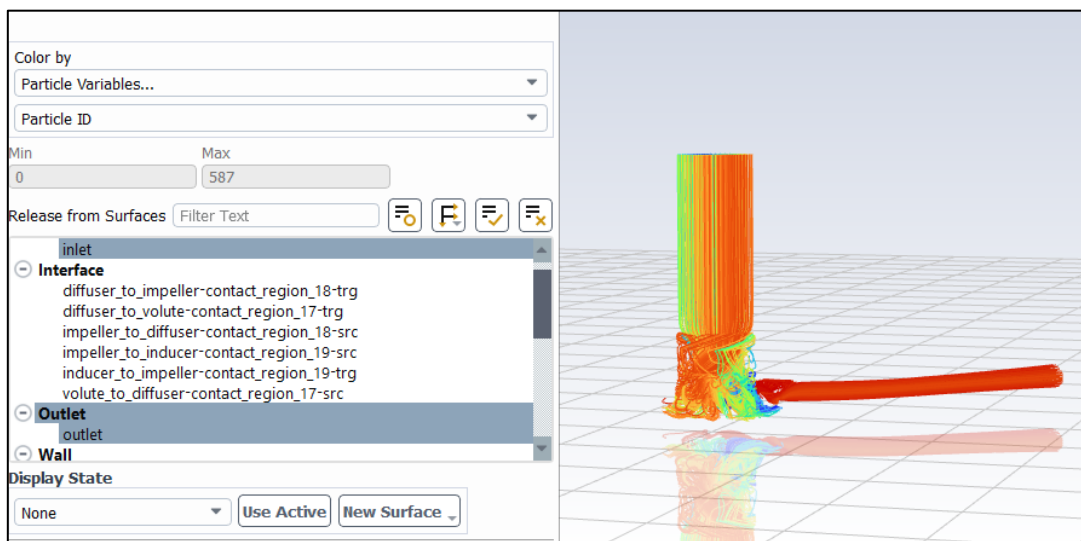 Color by
Particle Variables...
Particle ID
Min Max
0 587
Release from Surfaces Filter Text
inlet
Interface
diffuser_to_impeller-contact_region_18-trg
diffuser_to_volute-contact_region_17-trg
impeller_to_diffuser-contact_region_18-src
impeller_to_inducer-contact_region_19-src
inducer_to_impeller-contact_region_19-trg
volute_to_diffuser-contact_region_17-src
Outlet
outlet
Wall
Display State
None Use Active New Surface